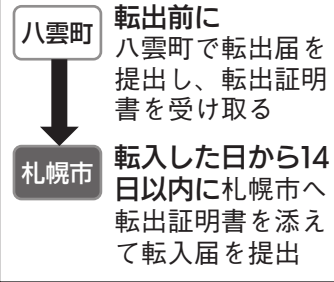 八雲町
転出前に
八雲町で転出届を
提出し、転出証明
書を受け取る
札幌市
転入した日から14
日以内に札幌市へ
転出証明書を添え
て転入届を提出